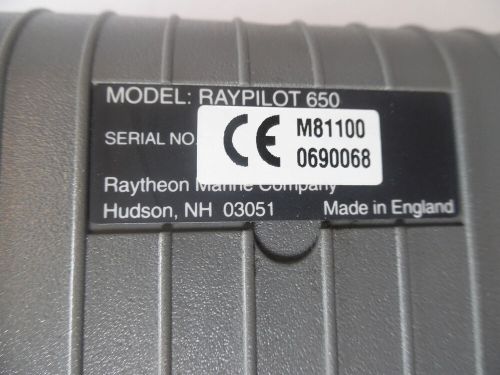 MODEL: RAYPILOT 650
SERIAL NO.
CE M81100
0690068
Raytheon Marine Company
Hudson, NH 03051 Made in England